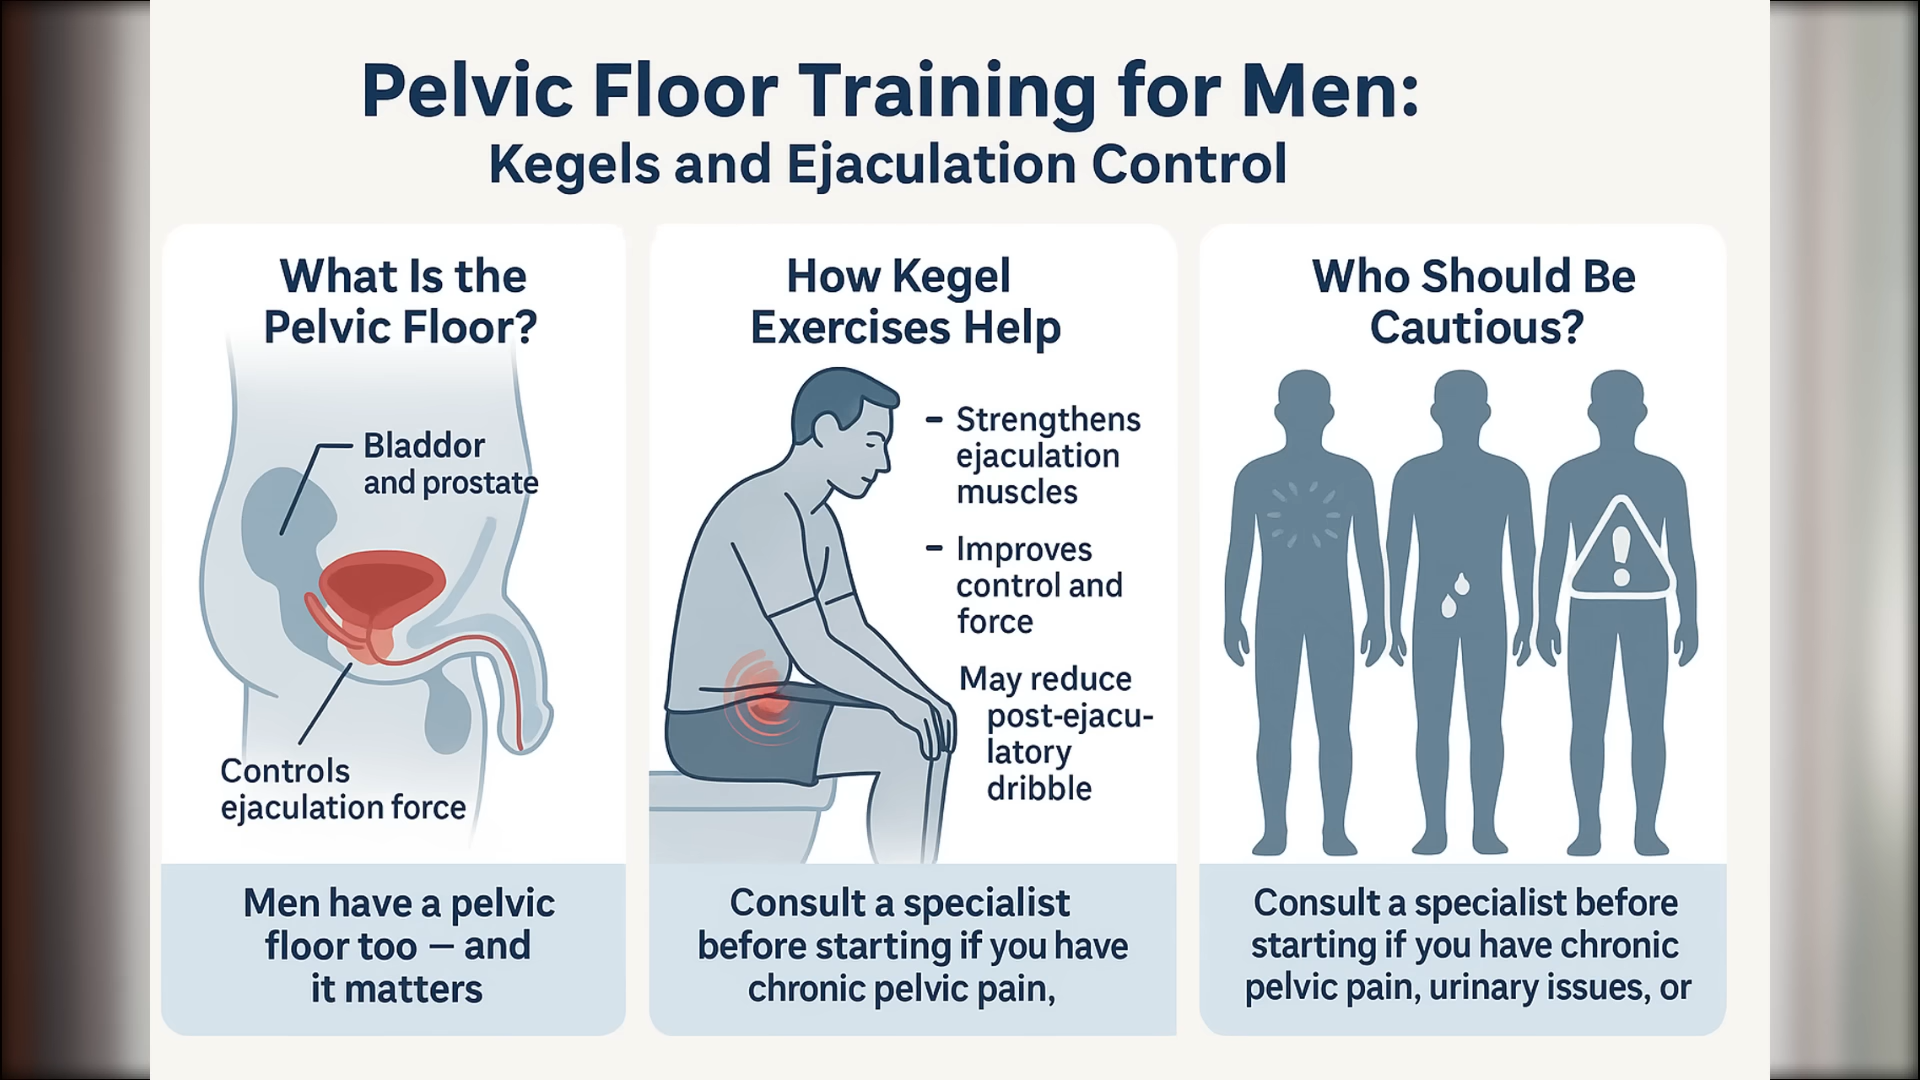 Pelvic Floor Training for Men:
Kegels and Ejaculation Control
What Is the
Pelvic Floor?
Bladdor
and prostate
Controls
ejaculation force
Men have a pelvic
floor too – and
it matters
How Kegel
Exercises Help
– Strengthens
ejaculation
muscles
– Improves
control and
force
May reduce
post-ejacu-
latory
dribble
Consult a specialist
before starting if you have
chronic pelvic pain,
Who Should Be
Cautious?
Consult a specialist before
starting if you have chronic
pelvic pain, urinary issues, or